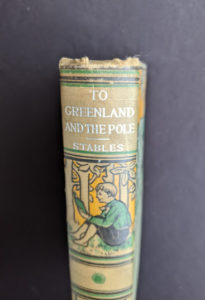 TO
GREENLAND
AND THE POLE
STABLES